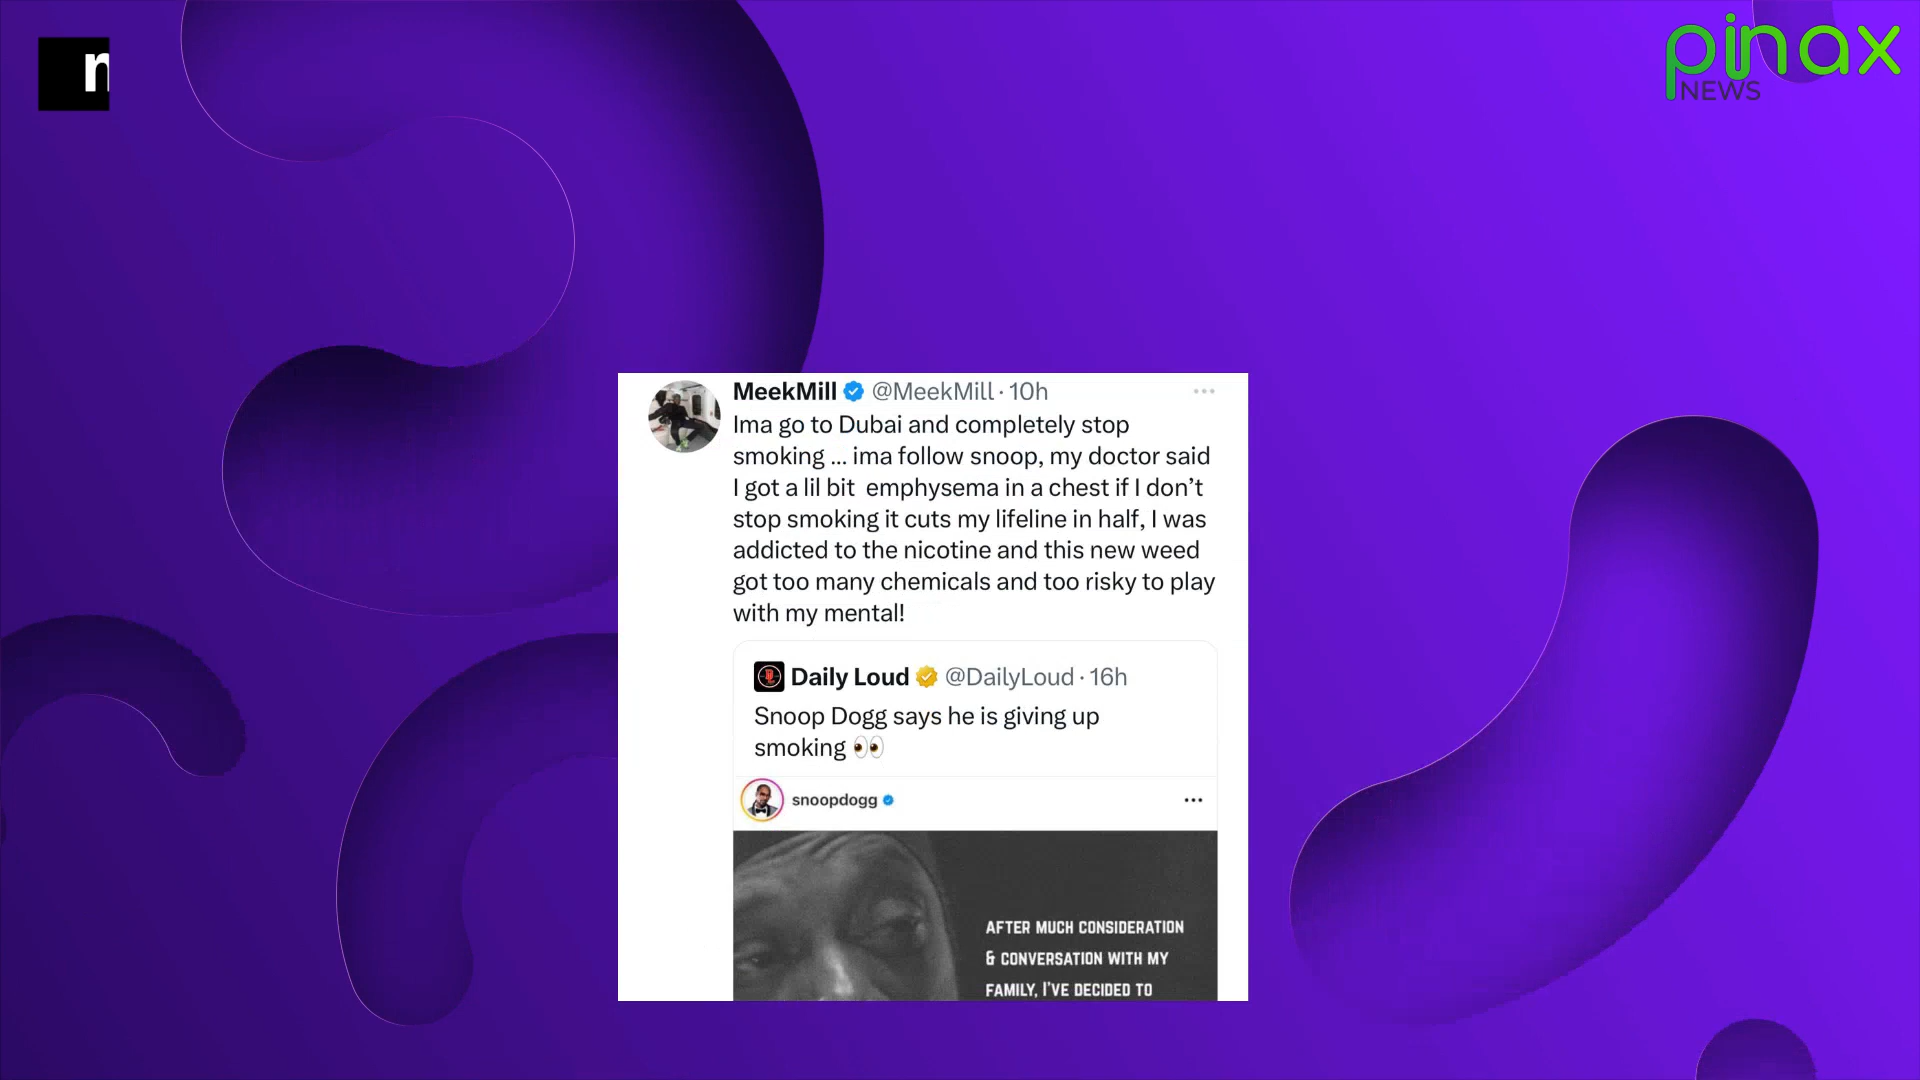 n
pinax
NEWS
MeekMill @MeekMill · 10h
Ima go to Dubai and completely stop
smoking ... ima follow snoop, my doctor said
I got a lil bit emphysema in a chest if I don't
stop smoking it cuts my lifeline in half, I was
addicted to the nicotine and this new weed
got too many chemicals and too risky to play
with my mental!
Daily Loud @DailyLoud · 16h
Snoop Dogg says he is giving up
smoking 👀
snoopdogg
AFTER MUCH CONSIDERATION
& CONVERSATION WITH MY
FAMILY, I'VE DECIDED TO